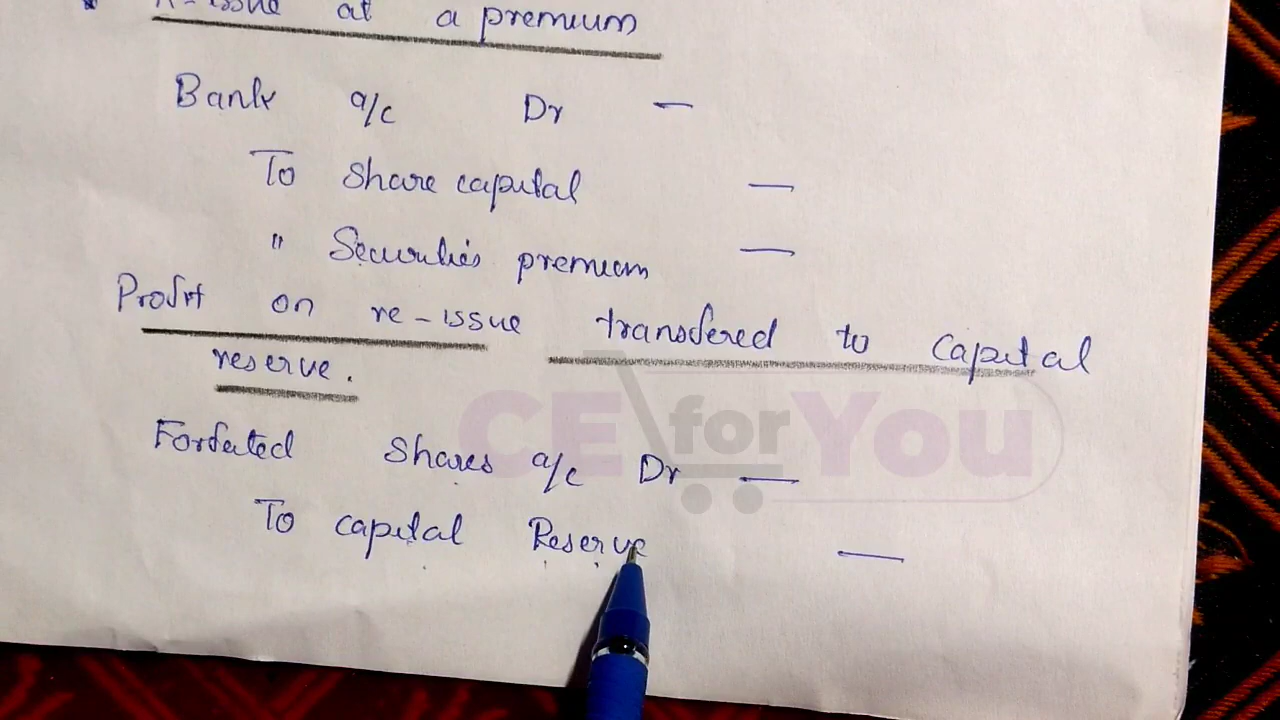 Re-issue at a premium
Bank a/c Dr —
To Share capital —
" Securities premium —
Profit on re-issue transfered to capital
reserve.
Forfeited Shares a/c Dr —
To capital Reserve —
CE for You